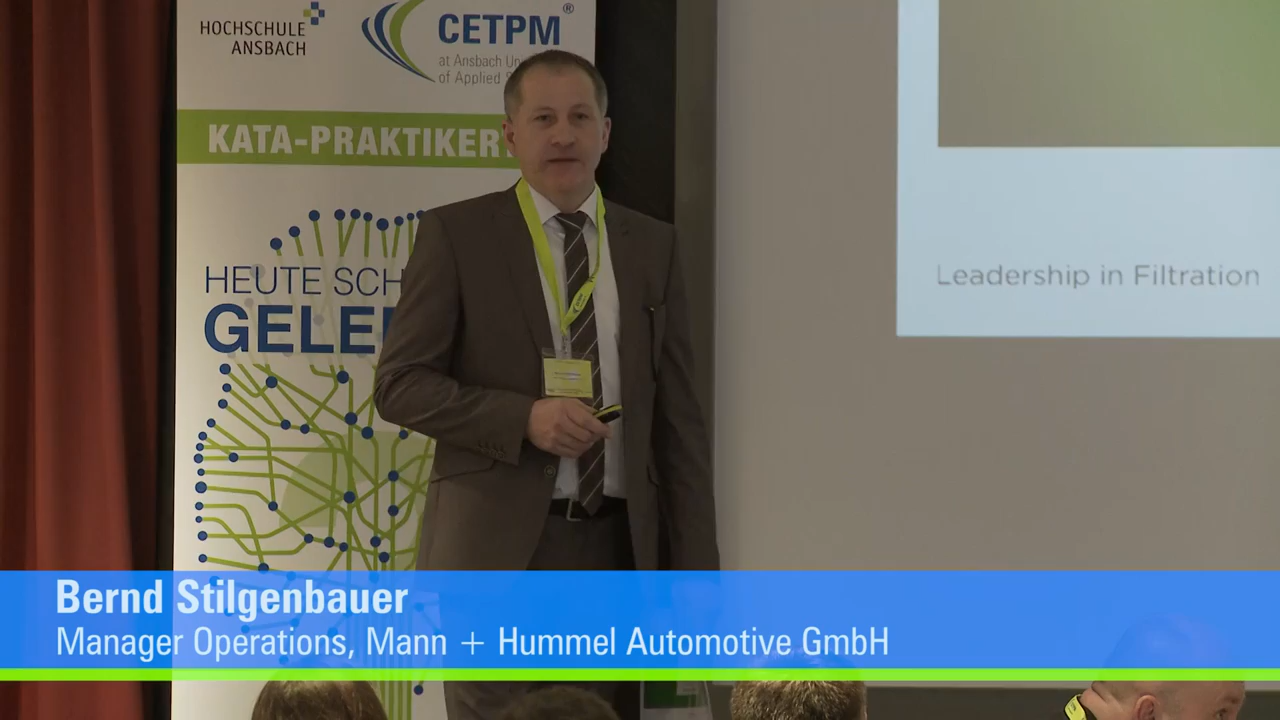 HOCHSCHULE
ANSBACH
CETPM®
at Ansbach
of Applied
KATA-PRAKTIKER
HEUTE SCH
GELE
Leadership in Filtration
Bernd Stilgenbauer
Manager Operations, Mann + Hummel Automotive GmbH